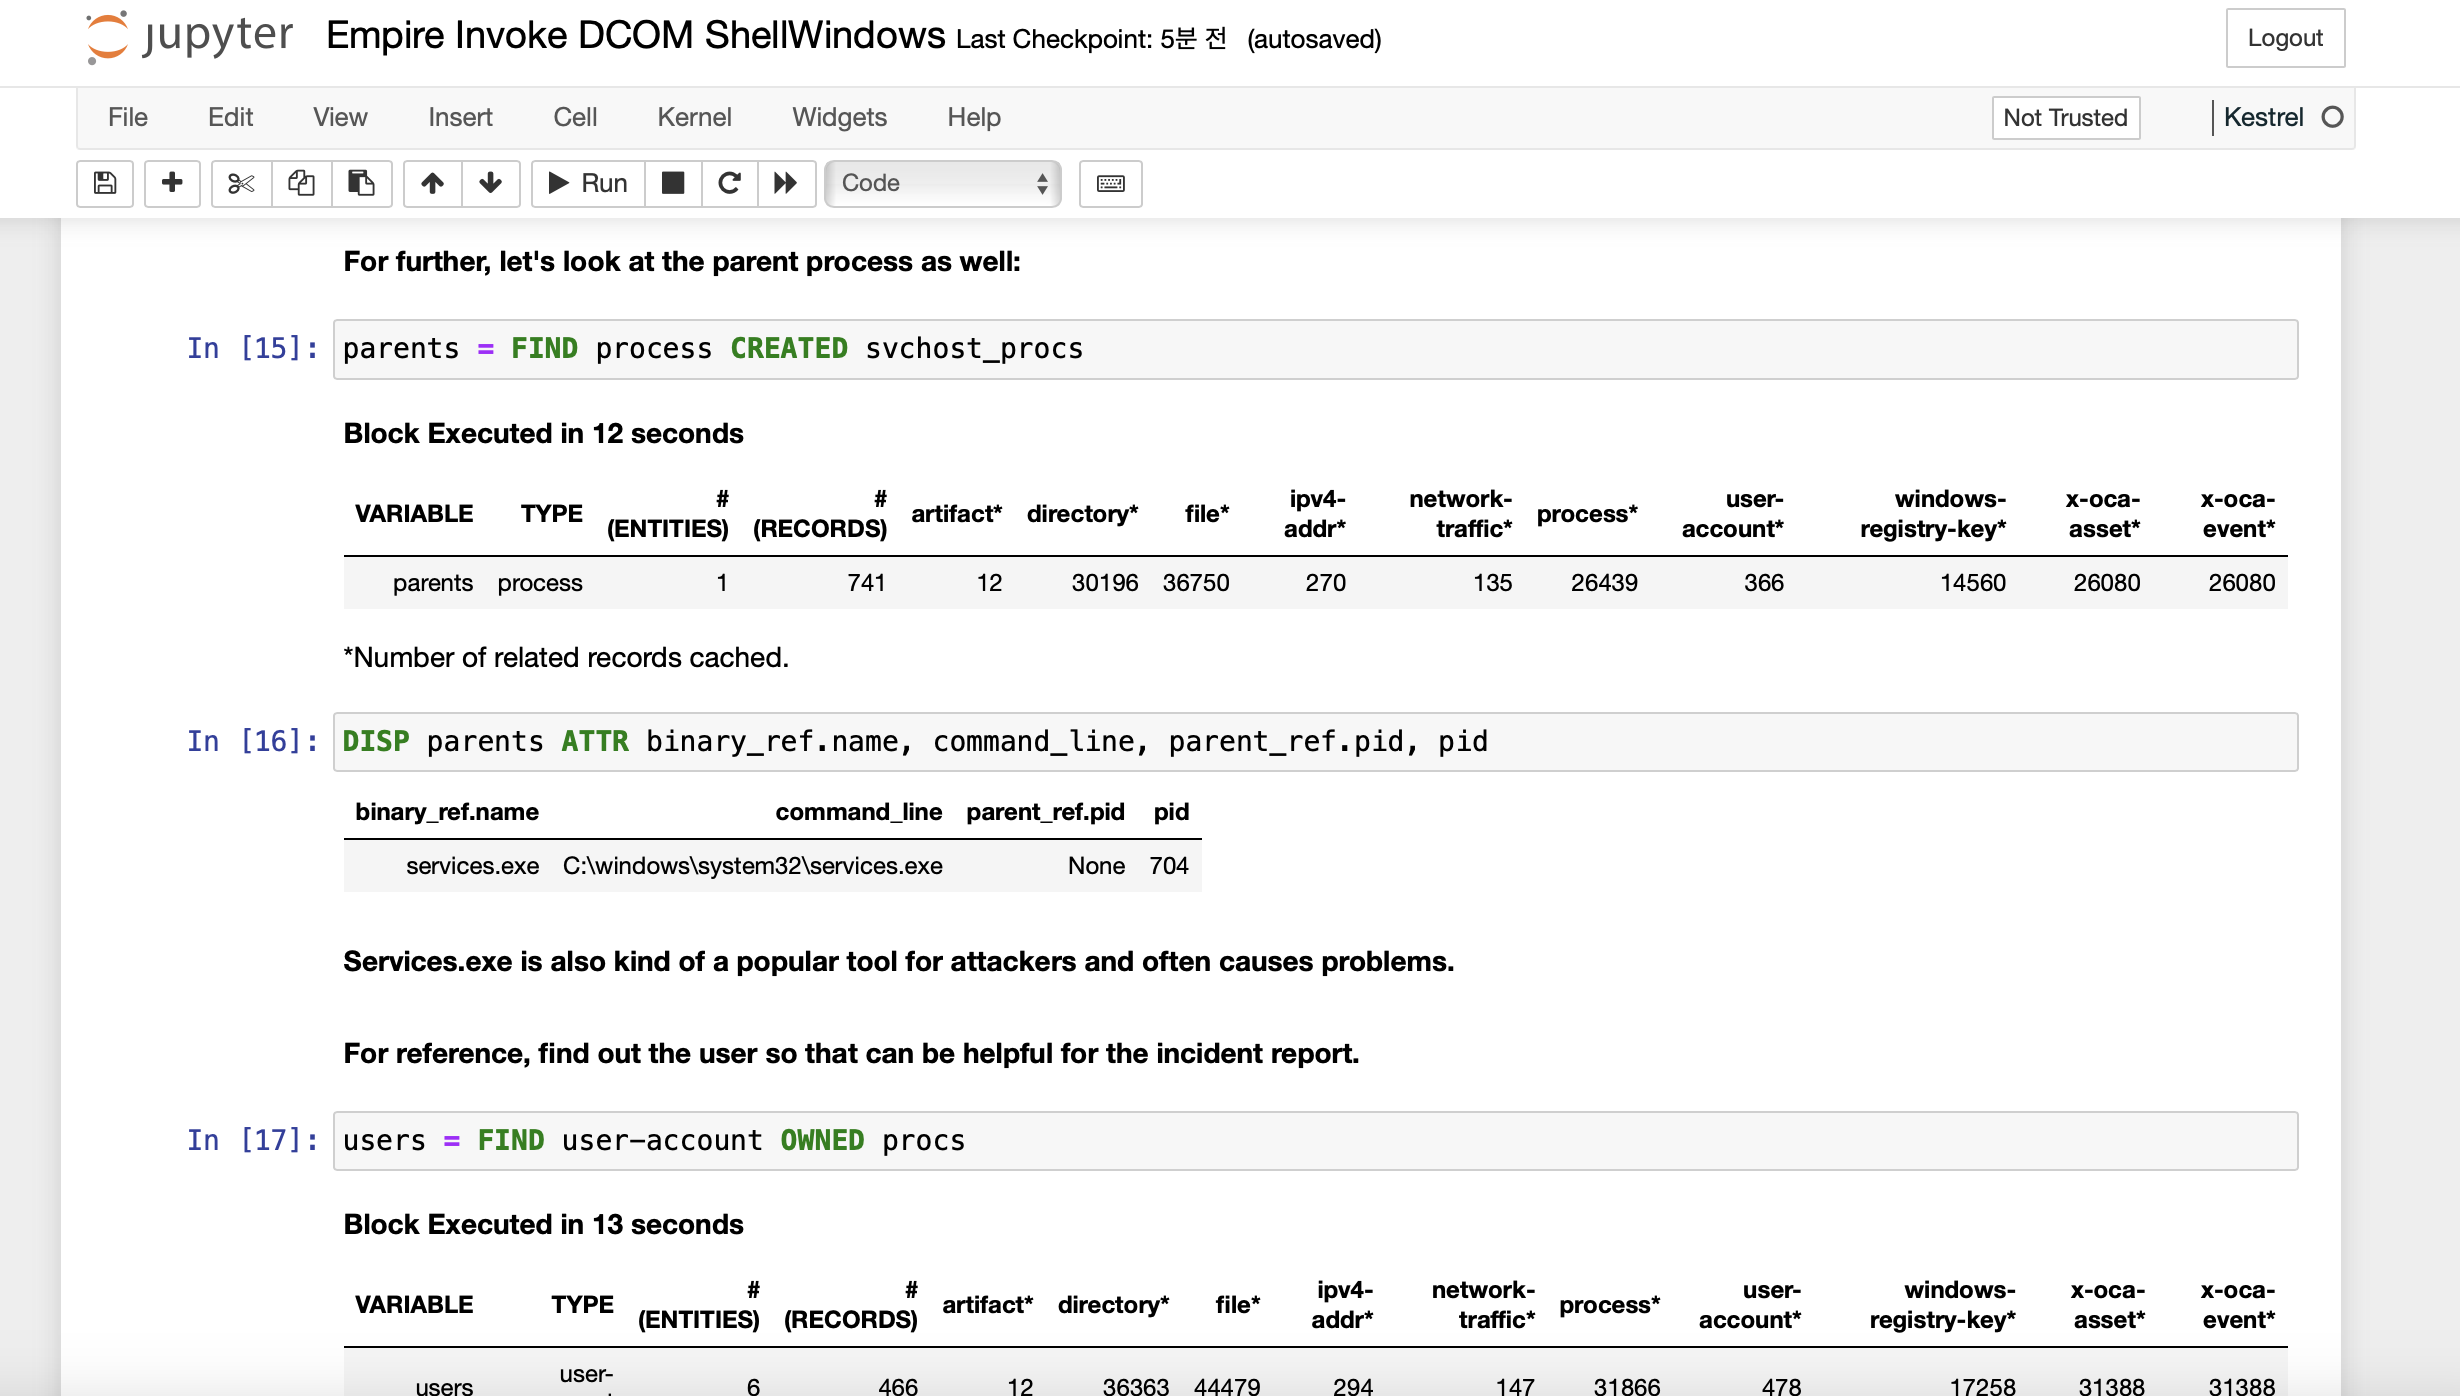 jupyter Empire Invoke DCOM ShellWindows Last Checkpoint: 5분 전 (autosaved)
Logout
File Edit View Insert Cell Kernel Widgets Help
Not Trusted
Kestrel
Run
Code
For further, let's look at the parent process as well:
In [15]: parents = FIND process CREATED svchost_procs
Block Executed in 12 seconds
VARIABLE TYPE # (ENTITIES) # (RECORDS) artifact* directory* file* ipv4-addr* network-traffic* process* user-account* windows-registry-key* x-oca-asset* x-oca-event*
parents process 1 741 12 30196 36750 270 135 26439 366 14560 26080 26080
*Number of related records cached.
In [16]: DISP parents ATTR binary_ref.name, command_line, parent_ref.pid, pid
binary_ref.name command_line parent_ref.pid pid
services.exe C:\windows\system32\services.exe None 704
Services.exe is also kind of a popular tool for attackers and often causes problems.
For reference, find out the user so that can be helpful for the incident report.
In [17]: users = FIND user-account OWNED procs
Block Executed in 13 seconds
VARIABLE TYPE # (ENTITIES) # (RECORDS) artifact* directory* file* ipv4-addr* network-traffic* process* user-account* windows-registry-key* x-oca-asset* x-oca-event*
users user- 6 466 12 36363 44479 294 147 31866 478 17258 31388 31388